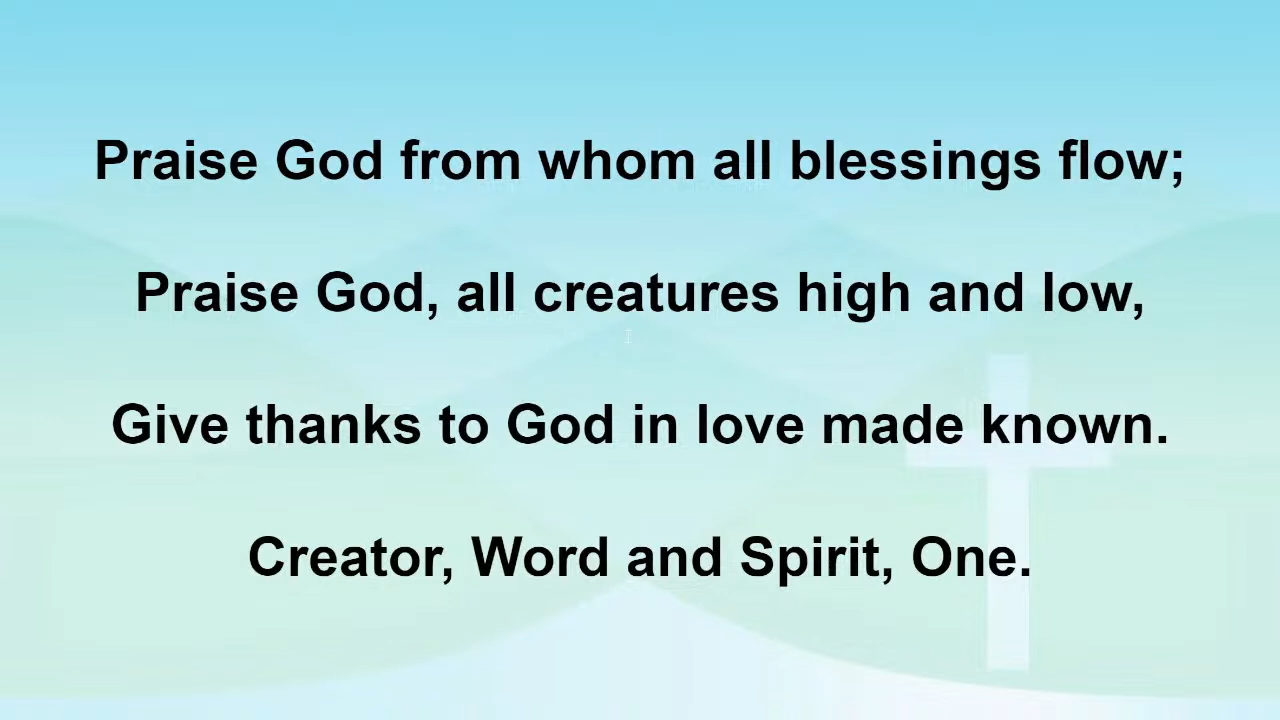 Praise God from whom all blessings flow;
Praise God, all creatures high and low,
Give thanks to God in love made known.
Creator, Word and Spirit, One.